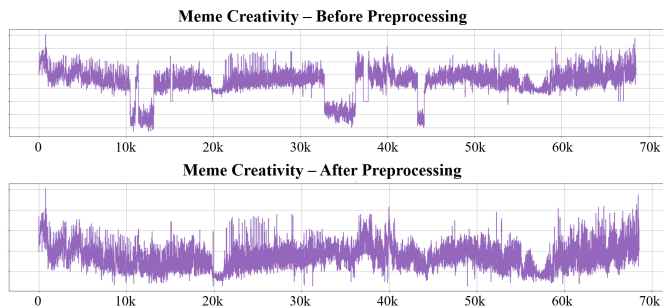 Meme Creativity – Before Preprocessing
0 10k 20k 30k 40k 50k 60k 70k
Meme Creativity – After Preprocessing
0 10k 20k 30k 40k 50k 60k 70k